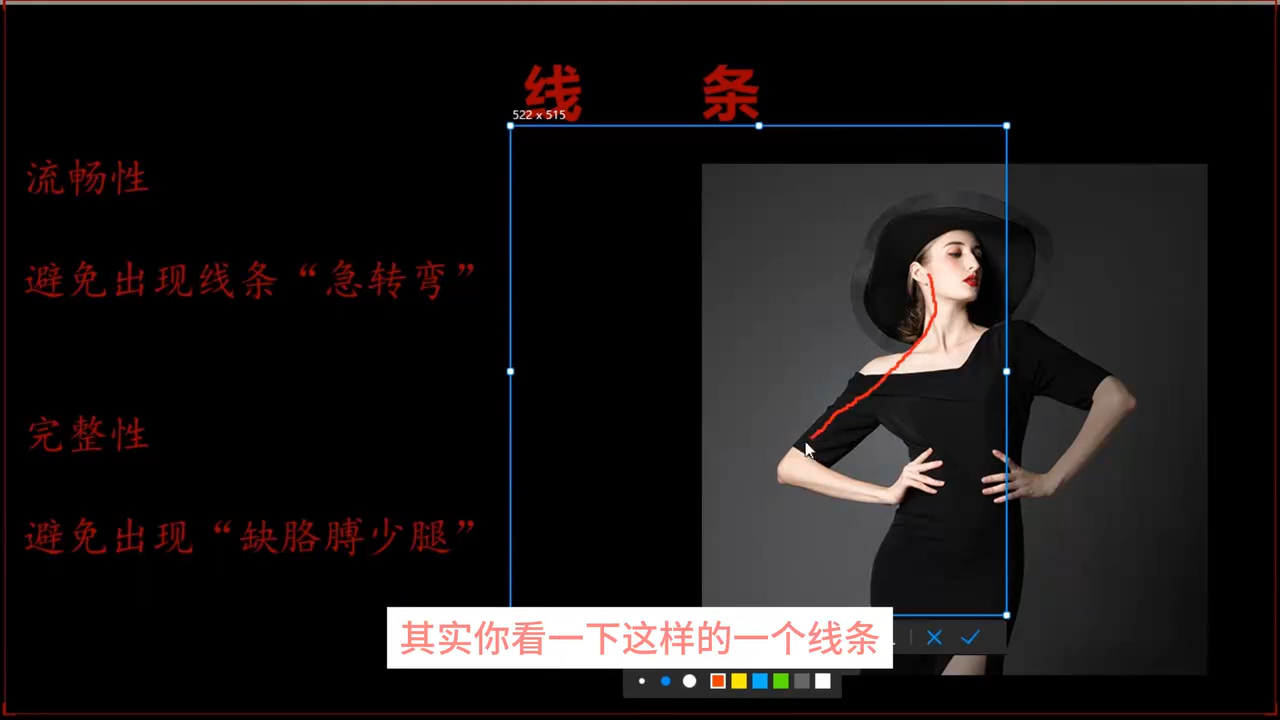 线 条
522 x 515
流畅性
避免出现线条“急转弯”
完整性
避免出现“缺胳膊少腿”
其实你看一下这样的一个线条